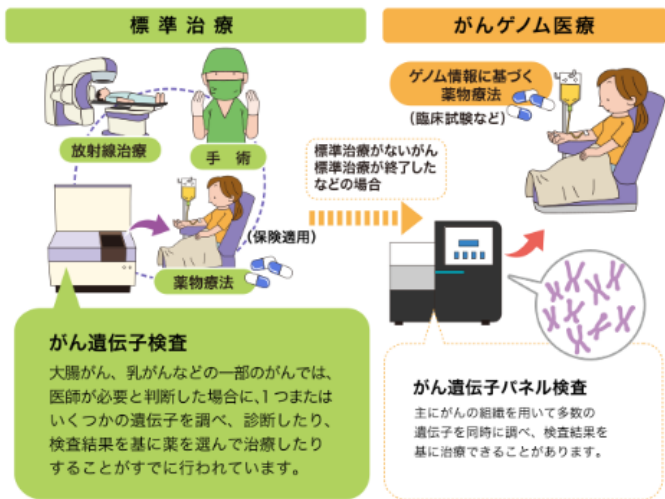 標準治療
がんゲノム医療
放射線治療
手術
薬物療法
(保険適用)
標準治療がないがん
標準治療が終了した
などの場合
ゲノム情報に基づく
薬物療法
(臨床試験など)
がん遺伝子検査
大腸がん、乳がんなどの一部のがんでは、
医師が必要と判断した場合に、1つまたは
いくつかの遺伝子を調べ、診断したり、
検査結果を基に薬を選んで治療したり
することがすでに行われています。
がん遺伝子パネル検査
主にがんの組織を用いて多数の
遺伝子を同時に調べ、検査結果を
基に治療できることがあります。